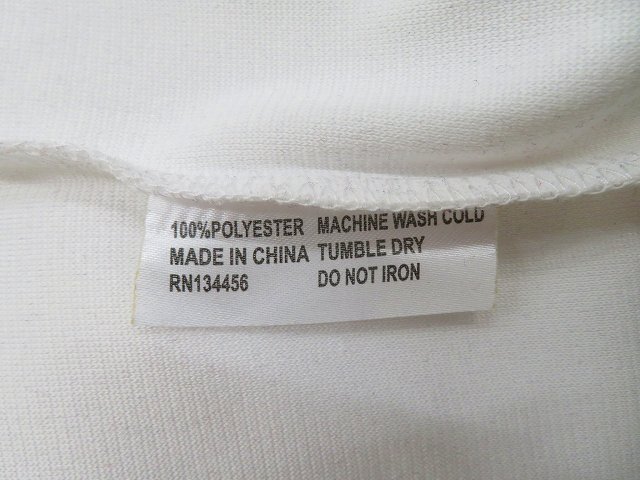 100%POLYESTER MACHINE WASH COLD
MADE IN CHINA TUMBLE DRY
RN134456 DO NOT IRON